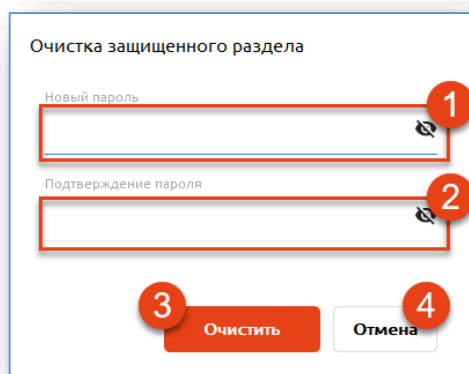 Очистка защищенного раздела
Новый пароль
1
Подтверждение пароля
2
3
4
Очистить
Отмена